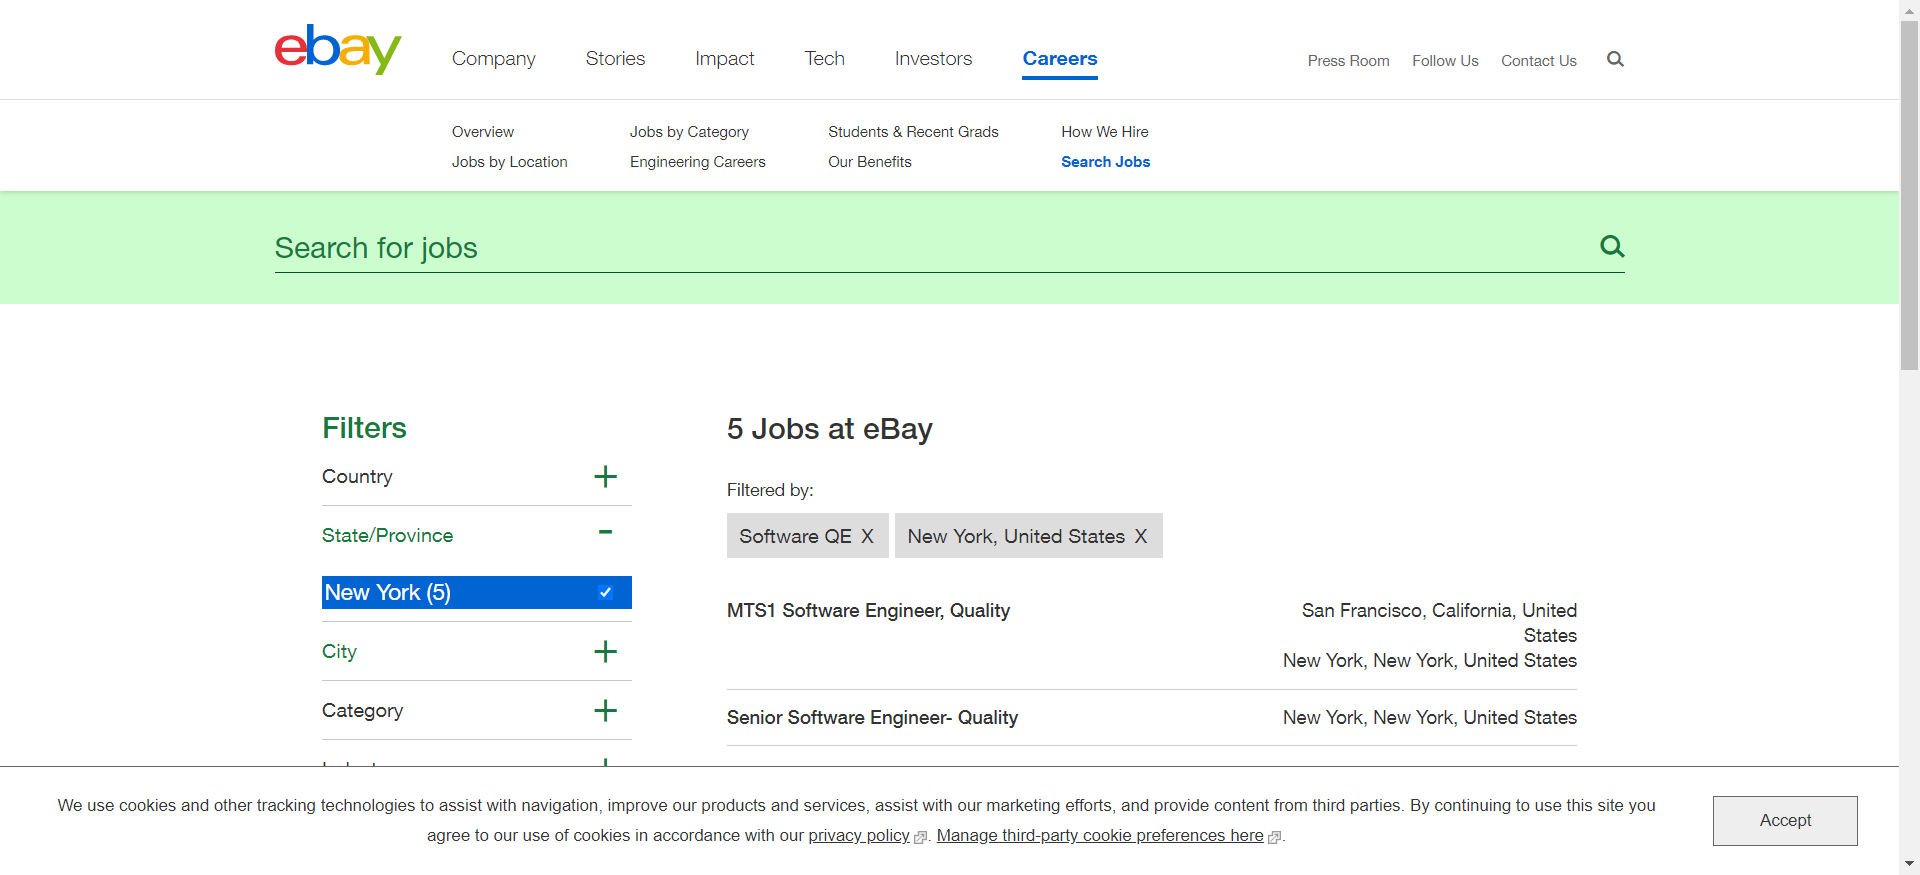 ebay
Company Stories Impact Tech Investors Careers
Press Room Follow Us Contact Us
Overview Jobs by Category Students & Recent Grads How We Hire
Jobs by Location Engineering Careers Our Benefits Search Jobs
Search for jobs
Filters
Country
State/Province
New York (5)
City
Category
5 Jobs at eBay
Filtered by:
Software QE X New York, United States X
MTS1 Software Engineer, Quality
San Francisco, California, United
States
New York, New York, United States
Senior Software Engineer- Quality
New York, New York, United States
We use cookies and other tracking technologies to assist with navigation, improve our products and services, assist with our marketing efforts, and provide content from third parties. By continuing to use this site you
agree to our use of cookies in accordance with our privacy policy. Manage third-party cookie preferences here.
Accept